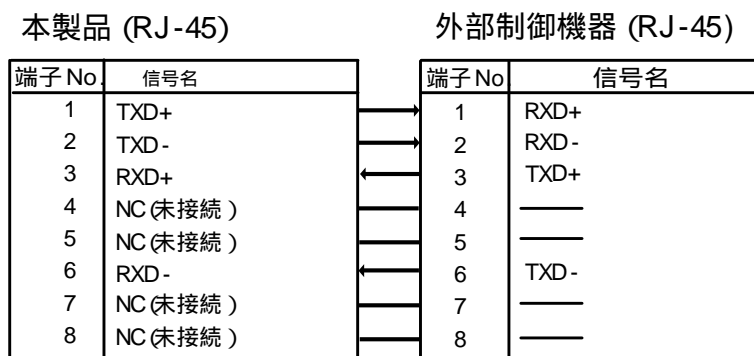 本製品 (RJ-45) 外部制御機器 (RJ-45)
端子No. 信号名 端子No. 信号名
1 TXD+ 1 RXD+
2 TXD- 2 RXD-
3 RXD+ 3 TXD+
4 NC(未接続) 4
5 NC(未接続) 5
6 RXD- 6 TXD-
7 NC(未接続) 7
8 NC(未接続) 8